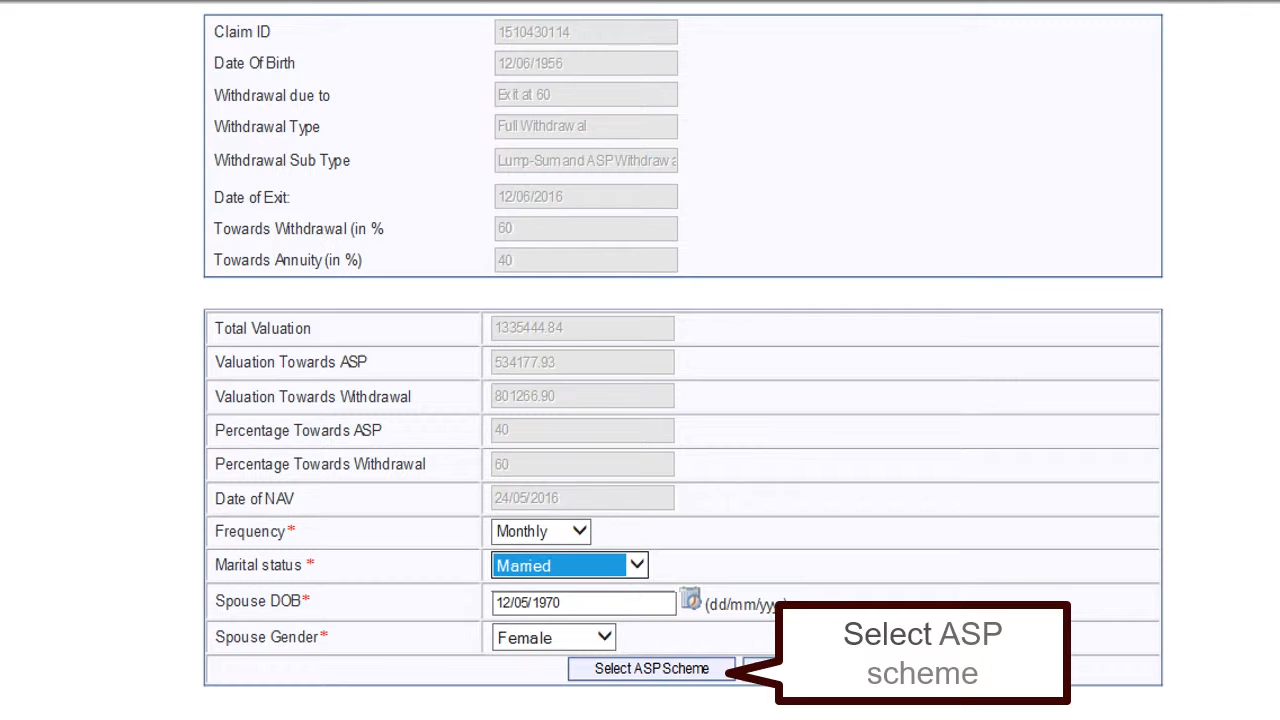 Claim ID 1510430114
Date Of Birth 12/06/1956
Withdrawal due to Exit at 60
Withdrawal Type Full Withdrawal
Withdrawal Sub Type Lump-Sum and ASP Withdrawa
Date of Exit: 12/06/2016
Towards Withdrawal (in % 60
Towards Annuity (in %) 40
Total Valuation 1335444.84
Valuation Towards ASP 534177.93
Valuation Towards Withdrawal 801266.90
Percentage Towards ASP 40
Percentage Towards Withdrawal 60
Date of NAV 24/05/2016
Frequency* Monthly
Marital status * Married
Spouse DOB* 12/05/1970 (dd/mm/yyy
Spouse Gender* Female
Select ASP Scheme
Select ASP
scheme